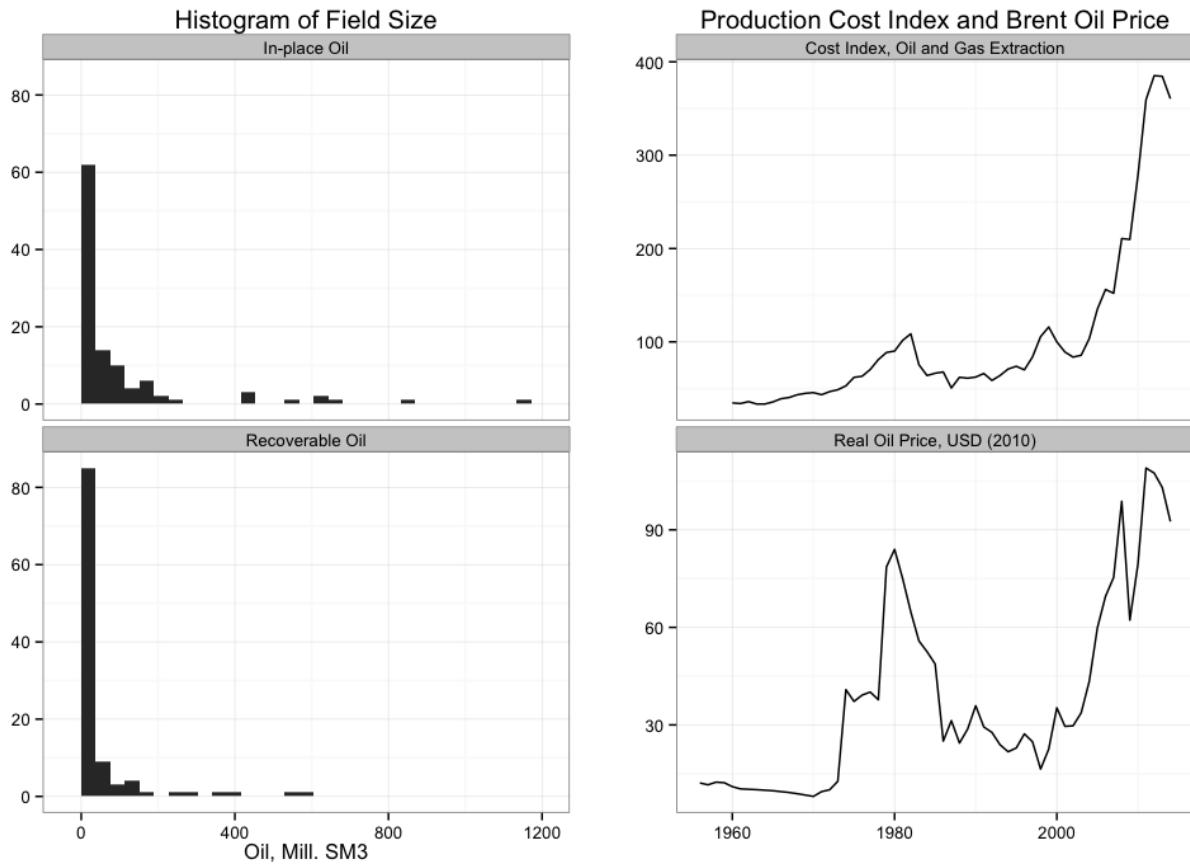 Histogram of Field Size
In-place Oil
80
60
40
20
0
Recoverable Oil
80
60
40
20
0
0 400 800 1200
Oil, Mill. SM3
Production Cost Index and Brent Oil Price
Cost Index, Oil and Gas Extraction
400
300
200
100
Real Oil Price, USD (2010)
90
60
30
1960 1980 2000